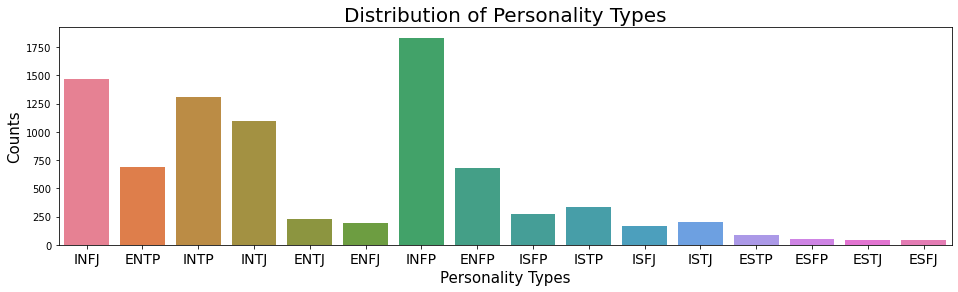 Distribution of Personality Types
Counts
1750
1500
1250
1000
750
500
250
0
INFJ ENTP INTP INTJ ENTJ ENFJ INFP ENFP ISFP ISTP ISFJ ISTJ ESTP ESFP ESTJ ESFJ
Personality Types